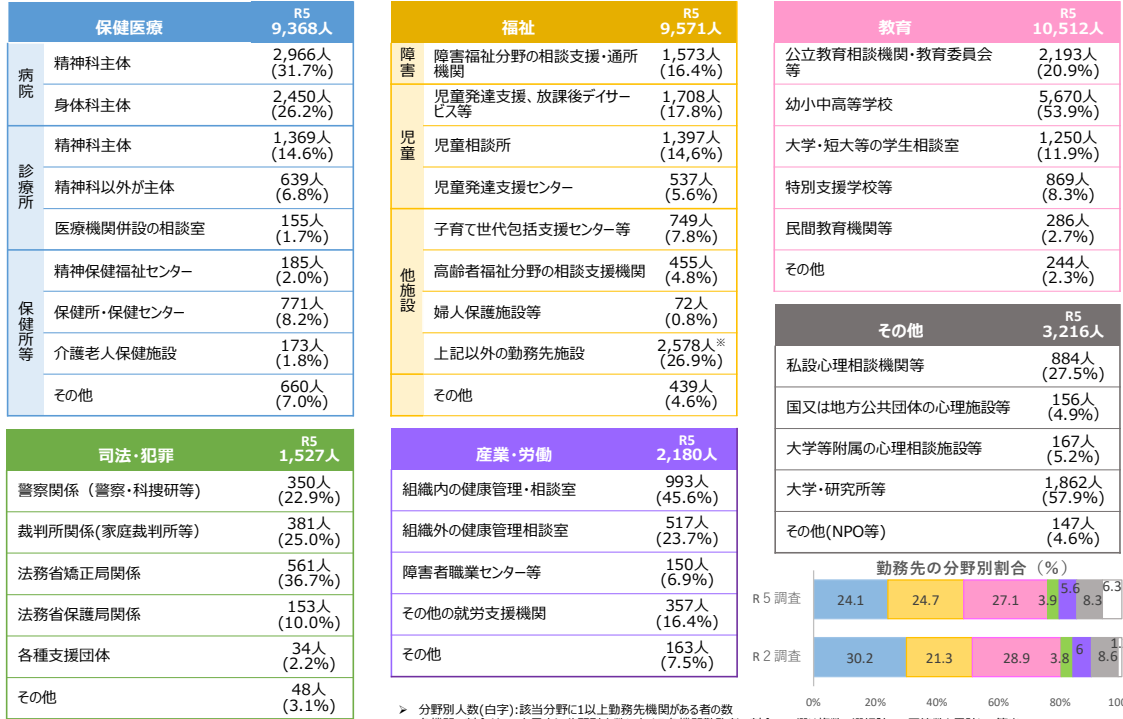 保健医療
R5
9,368人
病院
精神科主体
2,966人
(31.7%)
身体科主体
2,450人
(26.2%)
診療所
精神科主体
1,369人
(14.6%)
精神科以外が主体
639人
(6.8%)
医療機関併設の相談室
155人
(1.7%)
保健所等
精神保健福祉センター
185人
(2.0%)
保健所・保健センター
771人
(8.2%)
介護老人保健施設
173人
(1.8%)
その他
660人
(7.0%)
福祉
R5
9,571人
障害
障害福祉分野の相談支援・通所
機関
1,573人
(16.4%)
児童
児童発達支援、放課後デイサー
ビス等
1,708人
(17.8%)
児童相談所
1,397人
(14,6%)
児童発達支援センター
537人
(5.6%)
他施設
子育て世代包括支援センター等
749人
(7.8%)
高齢者福祉分野の相談支援機関
455人
(4.8%)
婦人保護施設等
72人
(0.8%)
上記以外の勤務先施設
2,578人※
(26.9%)
その他
439人
(4.6%)
教育
R5
10,512人
公立教育相談機関・教育委員会
等
2,193人
(20.9%)
幼小中高等学校
5,670人
(53.9%)
大学・短大等の学生相談室
1,250人
(11.9%)
特別支援学校等
869人
(8.3%)
民間教育機関等
286人
(2.7%)
その他
244人
(2.3%)
司法・犯罪
R5
1,527人
警察関係（警察・科捜研等)
350人
(22.9%)
裁判所関係(家庭裁判所等）
381人
(25.0%)
法務省矯正局関係
561人
(36.7%)
法務省保護局関係
153人
(10.0%)
各種支援団体
34人
(2.2%)
その他
48人
(3.1%)
産業・労働
R5
2,180人
組織内の健康管理・相談室
993人
(45.6%)
組織外の健康管理相談室
517人
(23.7%)
障害者職業センター等
150人
(6.9%)
その他の就労支援機関
357人
(16.4%)
その他
163人
(7.5%)
その他
R5
3,216人
私設心理相談機関等
884人
(27.5%)
国又は地方公共団体の心理施設等
156人
(4.9%)
大学等附属の心理相談施設等
167人
(5.2%)
大学・研究所等
1,862人
(57.9%)
その他(NPO等)
147人
(4.6%)
勤務先の分野別割合（%）
R５調査
24.1 24.7 27.1 3.9 5.6 8.3 6.3
R２調査
30.2 21.3 28.9 3.8 6 8.6
0% 20% 40% 60% 80%
➢ 分野別人数(白字):該当分野に1以上勤務先機関がある者の数